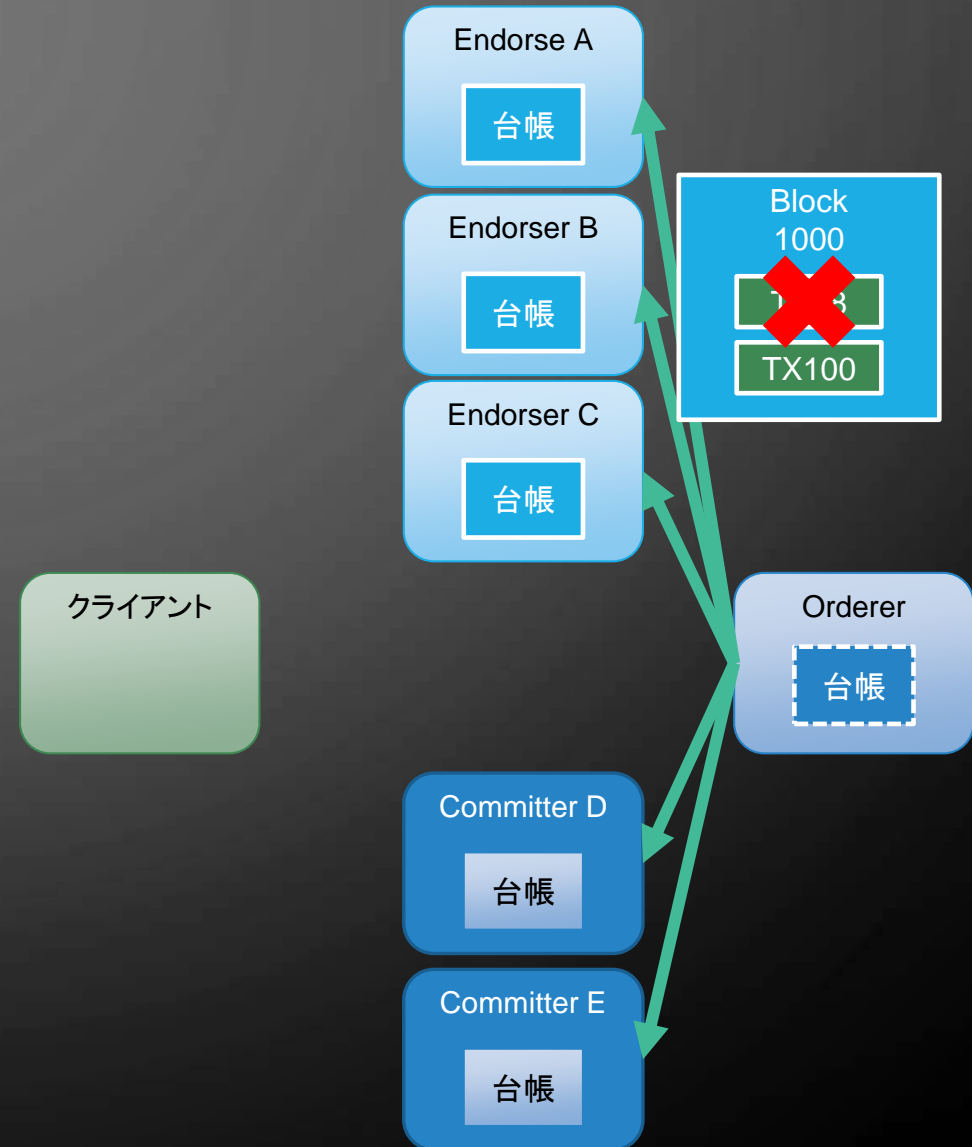 Endorse A
台帳
Endorser B
台帳
Endorser C
台帳
Block
1000
TX100
クライアント
Orderer
台帳
Committer D
台帳
Committer E
台帳